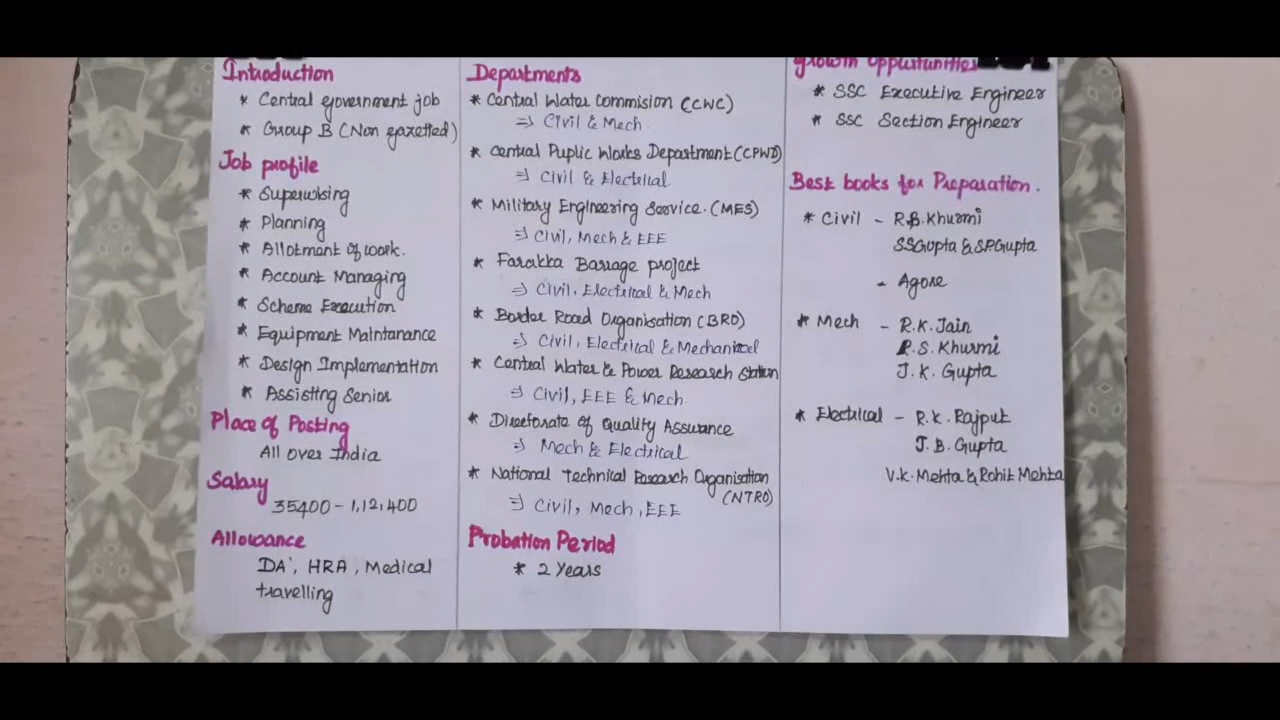 Introduction
* Central government job
* Group B (Non gazetted)
Job profile
* Supervising
* Planning
* Allotment of work.
* Account Managing
* Scheme Execution
* Equipment Maintanance
* Design Implementation
* Assisting Senior
Place of Posting
All over India
Salary
35400 - 1,12,400
Allowance
DA, HRA, Medical
travelling
Departments
* Central Water Commision (CWC)
⇒ Civil & Mech
* Central Puplic Works Department (CPWD)
⇒ Civil & Electrical
* Military Engineering Service. (MES)
⇒ Civil, Mech & EEE
* Farakka Barrage project
⇒ Civil, Electrical & Mech
* Border Road Organisation (BRO)
⇒ Civil, Electrical & Mechanical
* Central Water & Power Research Station
⇒ Civil, EEE & Mech
* Directorate of Quality Assurance
⇒ Mech & Electrical
* National Technical Research Organisation
(NTRO)
⇒ Civil, Mech, EEE
Probation Period
* 2 Years
Growth Oppurtunities
* SSC Executive Engineer
* SSC Section Engineer
Best books for Preparation.
* Civil - R.S. Khurmi
SSGupta & SPGupta
- Agore
* Mech - R.K. Jain
R.S. Khurmi
J.K. Gupta
* Electrical - R.K. Rajput
J.B. Gupta
V.K. Mehta & Rohit Mehta